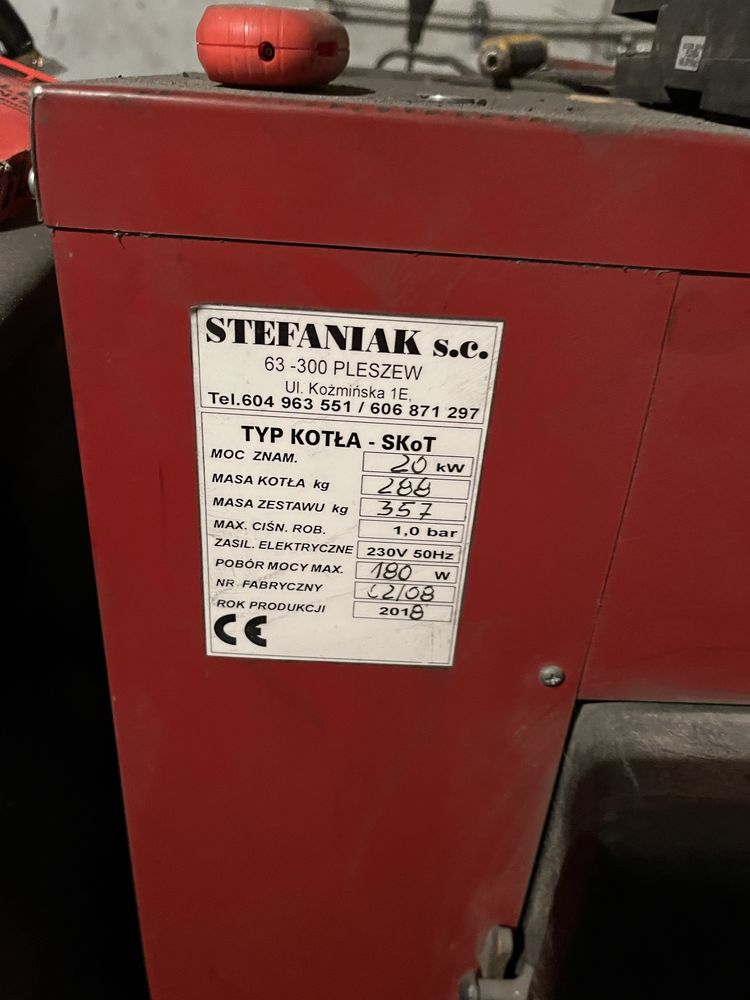 STEFANIAK s.c.
63 -300 PLESZEW
Ul. Koźmińska 1E,
Tel.604 963 551 / 606 871 297
TYP KOTŁA - SKoT
MOC ZNAM. 20 kW
MASA KOTŁA kg 288
MASA ZESTAWU kg 357
MAX. CIŚN. ROB. 1,0 bar
ZASIL. ELEKTRYCZNE 230V 50Hz
POBÓR MOCY MAX. 180 W
NR FABRYCZNY
ROK PRODUKCJI 2018
CE